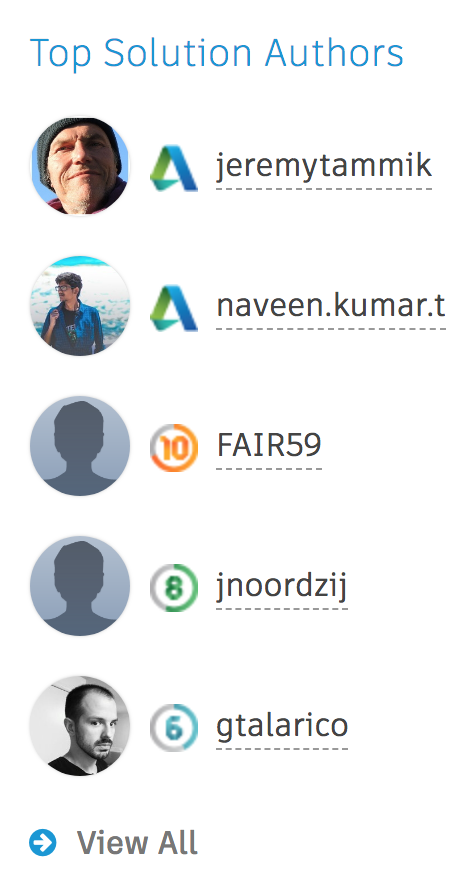 Top Solution Authors
jeremytammik
naveen.kumar.t
10 FAIR59
8 jnoordzij
6 gtalarico
View All